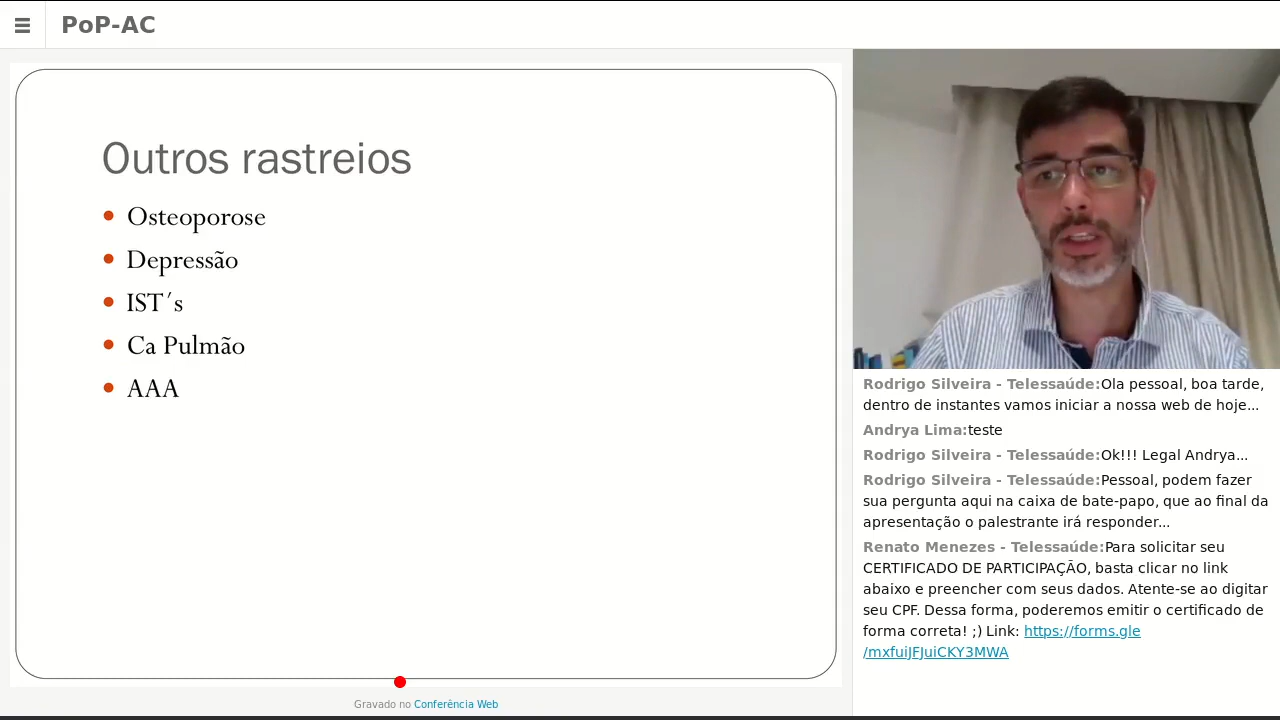 PoP-AC
Outros rastreios
Osteoporose
Depressão
IST´s
Ca Pulmão
AAA
Gravado no Conferência Web
Rodrigo Silveira - Telessaúde:Ola pessoal, boa tarde,
dentro de instantes vamos iniciar a nossa web de hoje...
Andrya Lima:teste
Rodrigo Silveira - Telessaúde:Ok!!! Legal Andrya...
Rodrigo Silveira - Telessaúde:Pessoal, podem fazer
sua pergunta aqui na caixa de bate-papo, que ao final da
apresentação o palestrante irá responder...
Renato Menezes - Telessaúde:Para solicitar seu
CERTIFICADO DE PARTICIPAÇÃO, basta clicar no link
abaixo e preencher com seus dados. Atente-se ao digitar
seu CPF. Dessa forma, poderemos emitir o certificado de
forma correta! ;) Link: https://forms.gle
/mxfuiJFJuiCKY3MWA